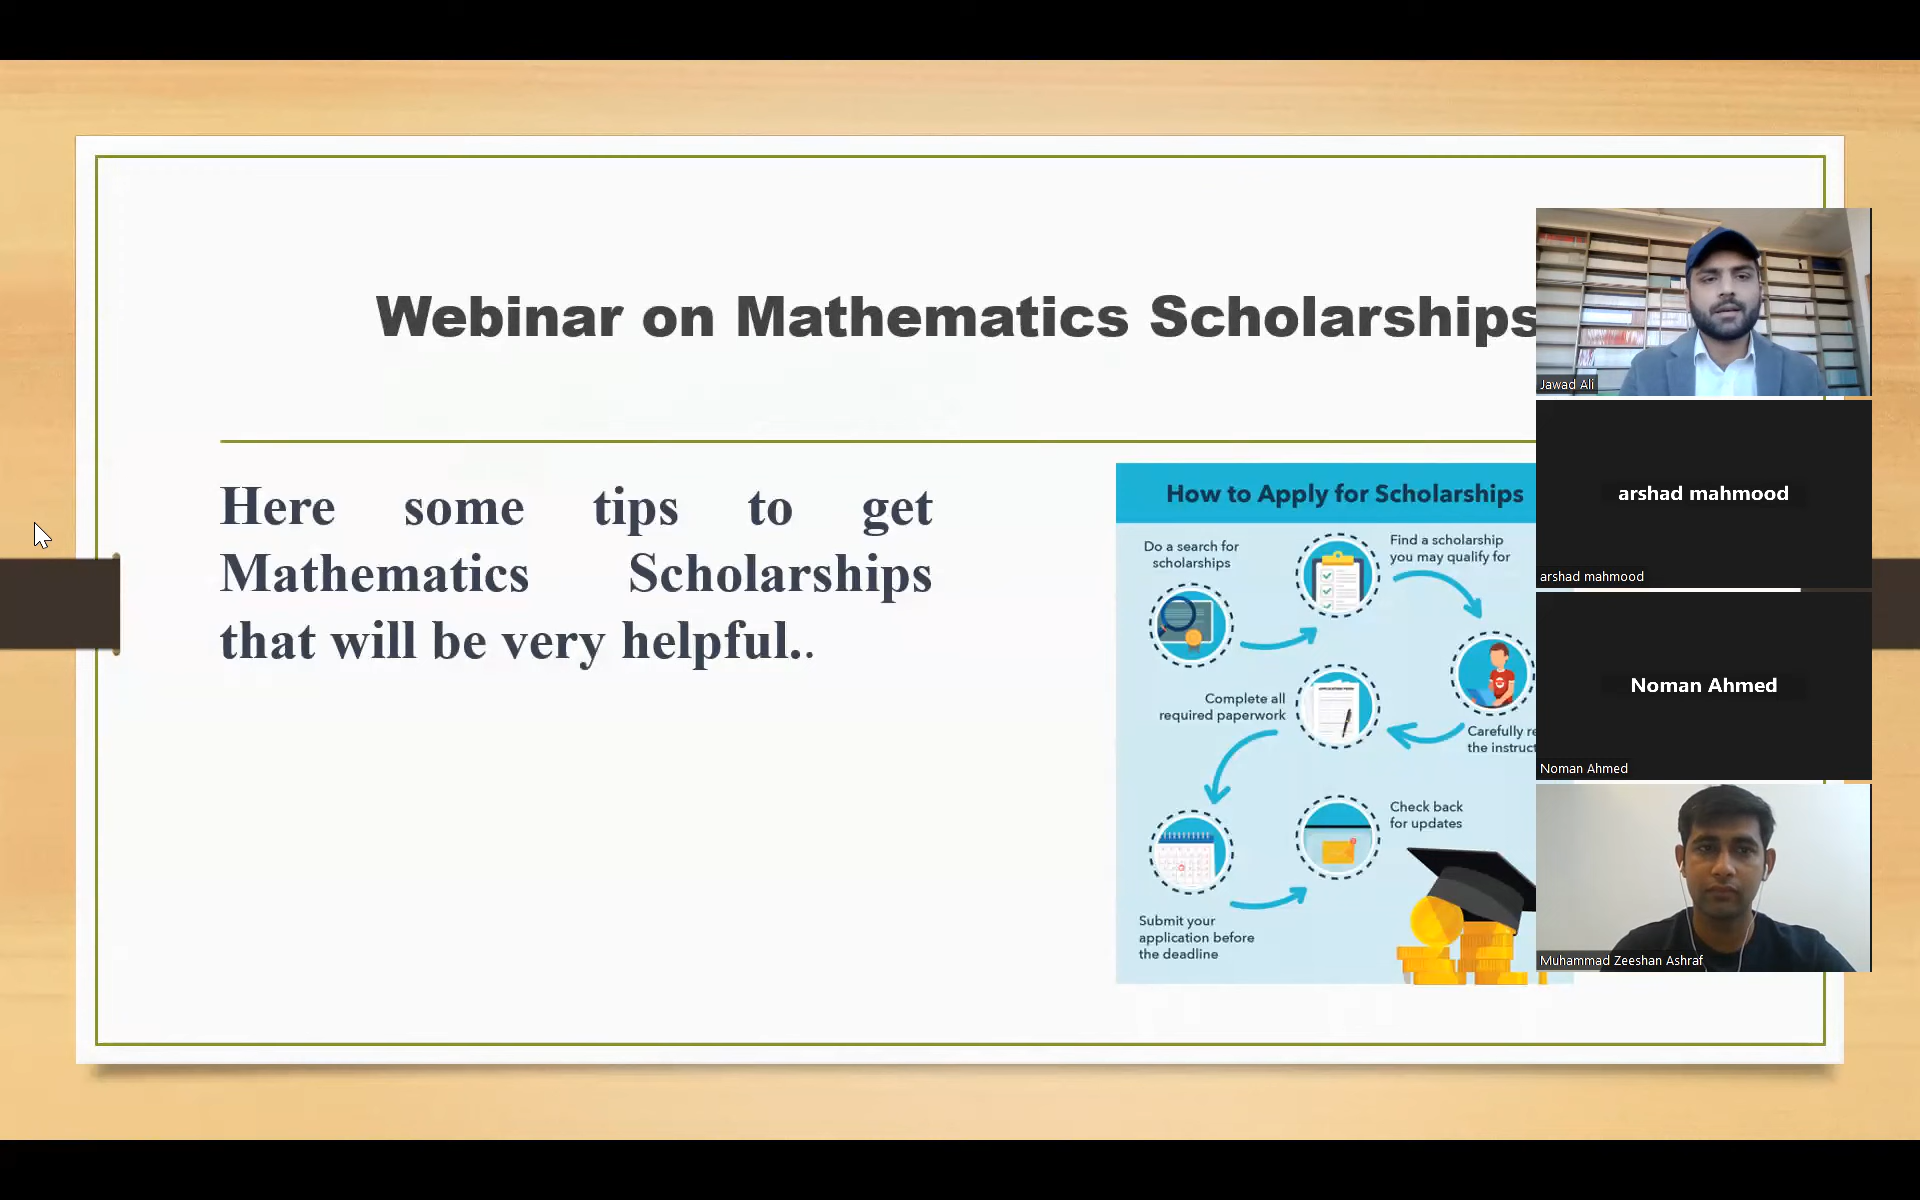 Webinar on Mathematics Scholarships
Here some tips to get
Mathematics Scholarships
that will be very helpful..
How to Apply for Scholarships
Do a search for
scholarships
Find a scholarship
you may qualify for
Carefully
the
Complete all
required paperwork
Submit your
application before
the deadline
Check back
for updates
APPLICATION FORM
Jawad Ali
arshad mahmood
arshad mahmood
Noman Ahmed
Noman Ahmed
Muhammad Zeeshan Ashraf